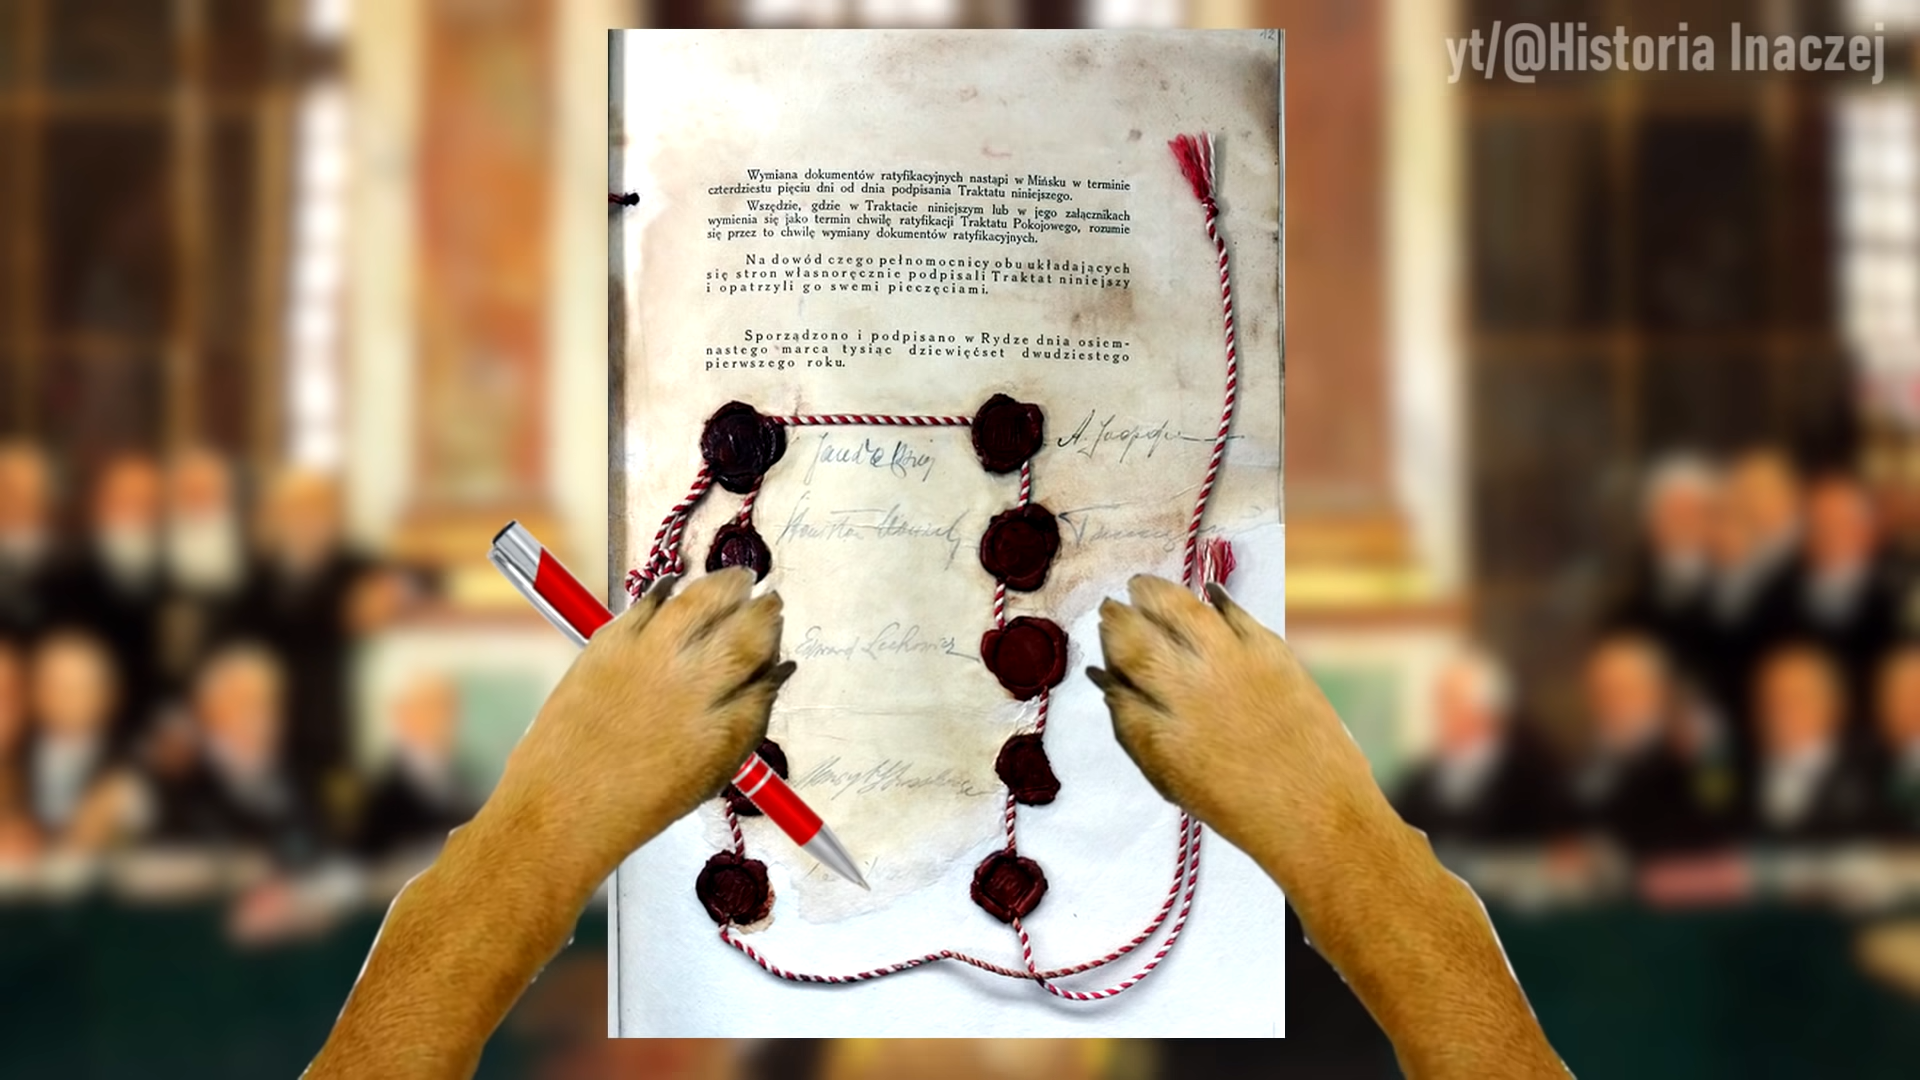 yt/@Historia Inaczej
Wymiana dokumentów ratyfikacyjnych nastąpi w Mińsku w terminie
czterdziestu pięciu dni od dnia podpisania Traktatu niniejszego.
Wszędzie, gdzie w Traktacie niniejszym lub w jego załącznikach
wymienia się jako termin chwilę ratyfikacji Traktatu Pokojowego, rozumie
się przez to chwilę wymiany dokumentów ratyfikacyjnych.
Na dowód czego pełnomocnicy obu układających
się stron własnoręcznie podpisali Traktat niniejszy
i opatrzyli go swemi pieczęciami.
Sporządzono i podpisano w Rydze dnia osiem-
nastego marca tysiąc dziewięćset dwudziestego
pierwszego roku.
Edward Lechowicz